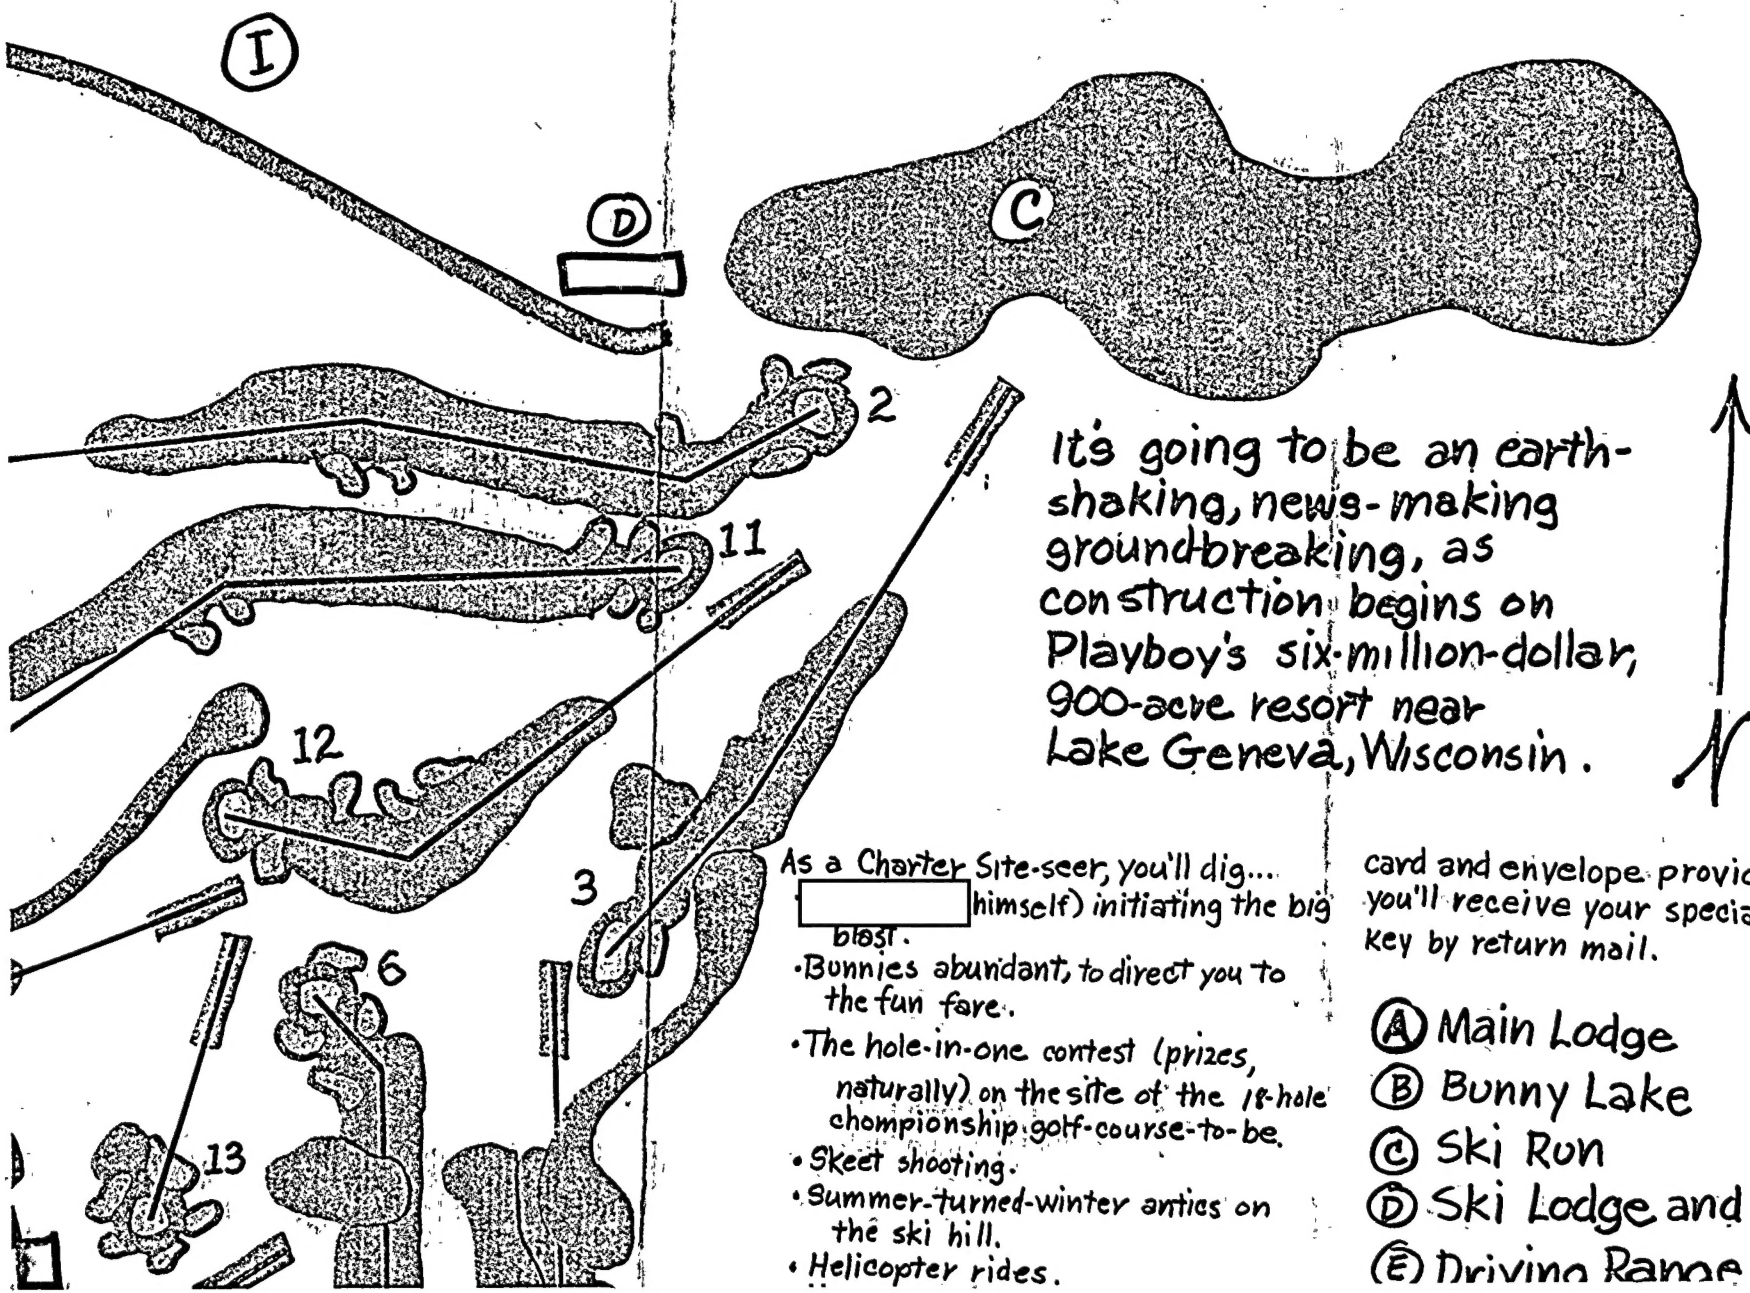 I
D
C
2
11
12
3
6
13
It's going to be an earth-
shaking, news-making
groundbreaking, as
construction begins on
Playboy's six-million-dollar,
900-acre resort near
Lake Geneva, Wisconsin.
N
As a Charter Site-seer, you'll dig...
himself) initiating the big
blast.
•Bunnies abundant, to direct you to
the fun fare.
•The hole-in-one contest (prizes,
naturally) on the site of the 18-hole
championship golf-course-to-be.
•Skeet shooting.
•Summer-turned-winter antics on
the ski hill.
•Helicopter rides.
card and envelope
you'll receive your
key by return mail.
A Main Lodge
B Bunny Lake
C Ski Run
D Ski Lodge and
E Driving Range